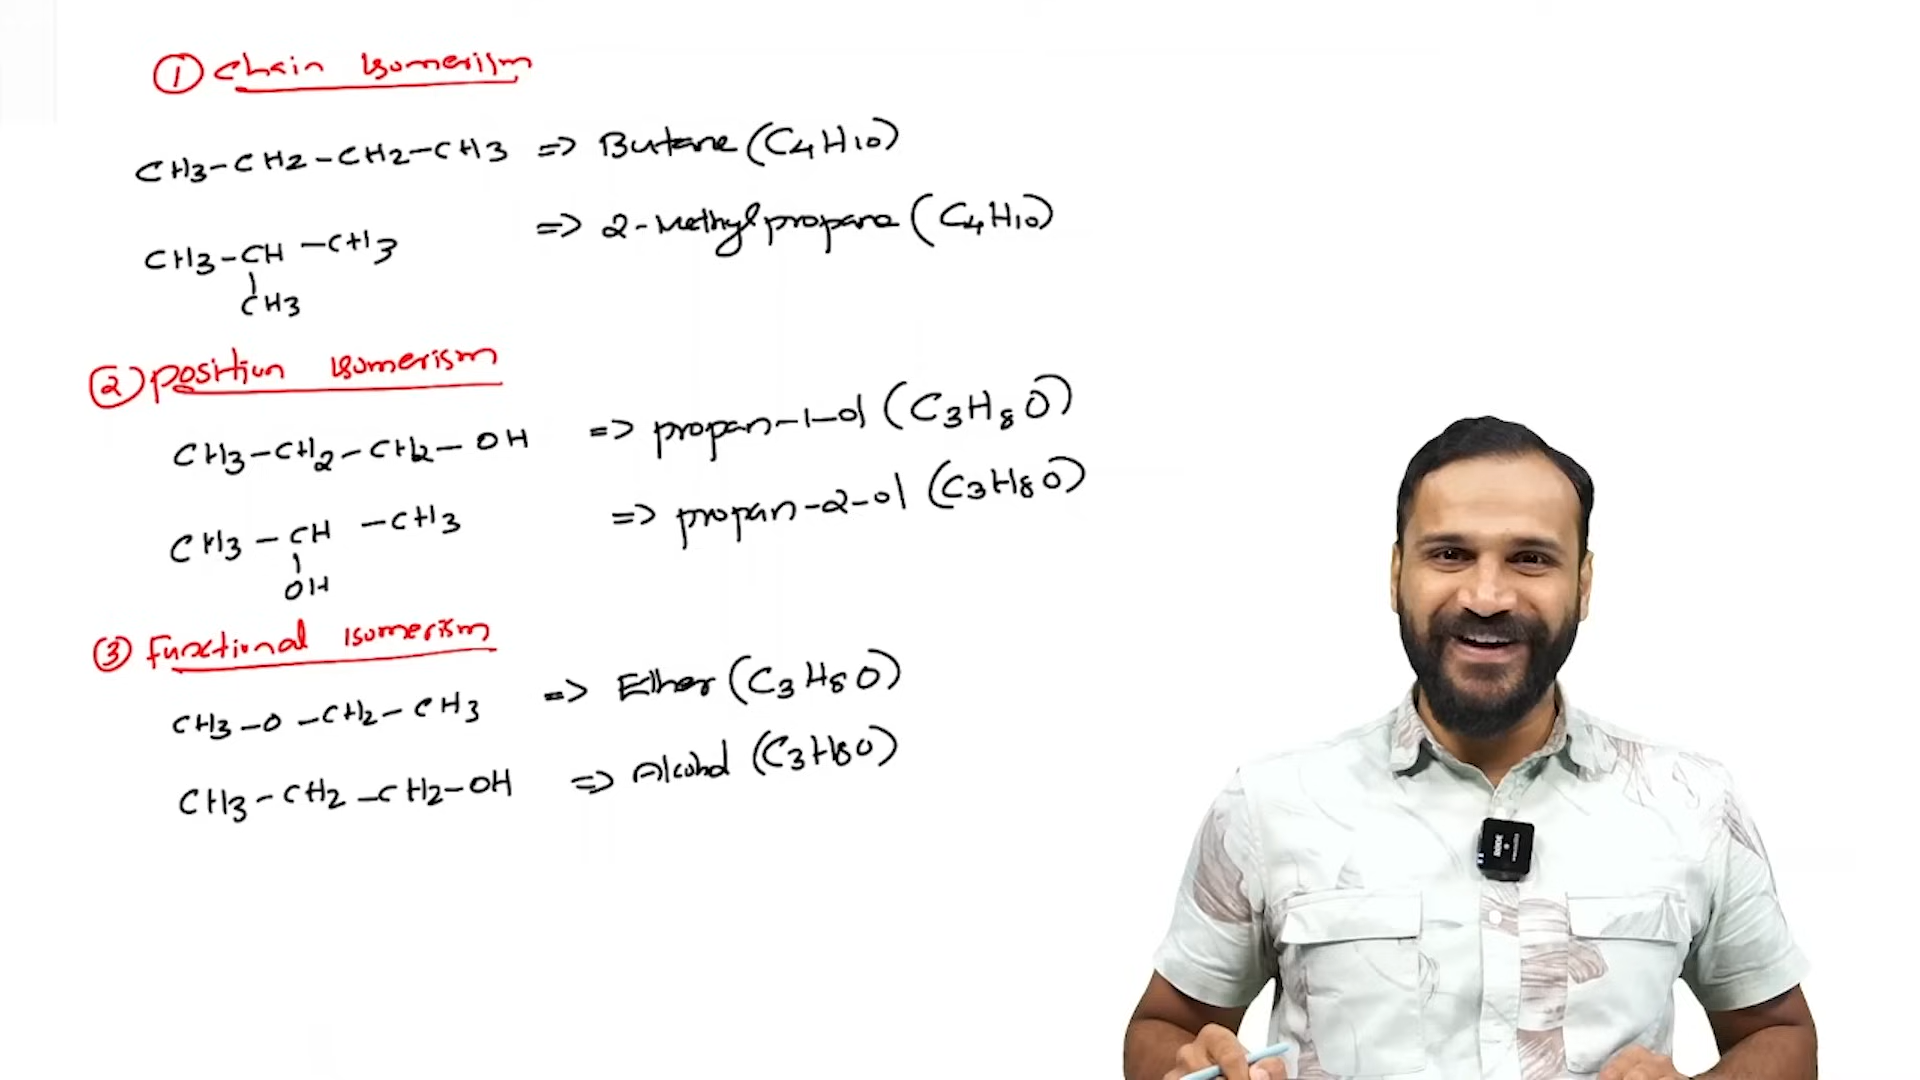 ① Chain Isomerism
CH3-CH2-CH2-CH3 => Butane (C4H10)
CH3-CH-CH3 => 2-Methylpropane (C4H10)
CH3
② Position isomerism
CH3-CH2-CH2-OH => propan-1-ol (C3H8O)
CH3-CH-CH3 => propan-2-ol (C3H8O)
OH
③ Functional isomerism
CH3-O-CH2-CH3 => Ether (C3H8O)
CH3-CH2-CH2-OH => Alcohol (C3H8O)
RODE